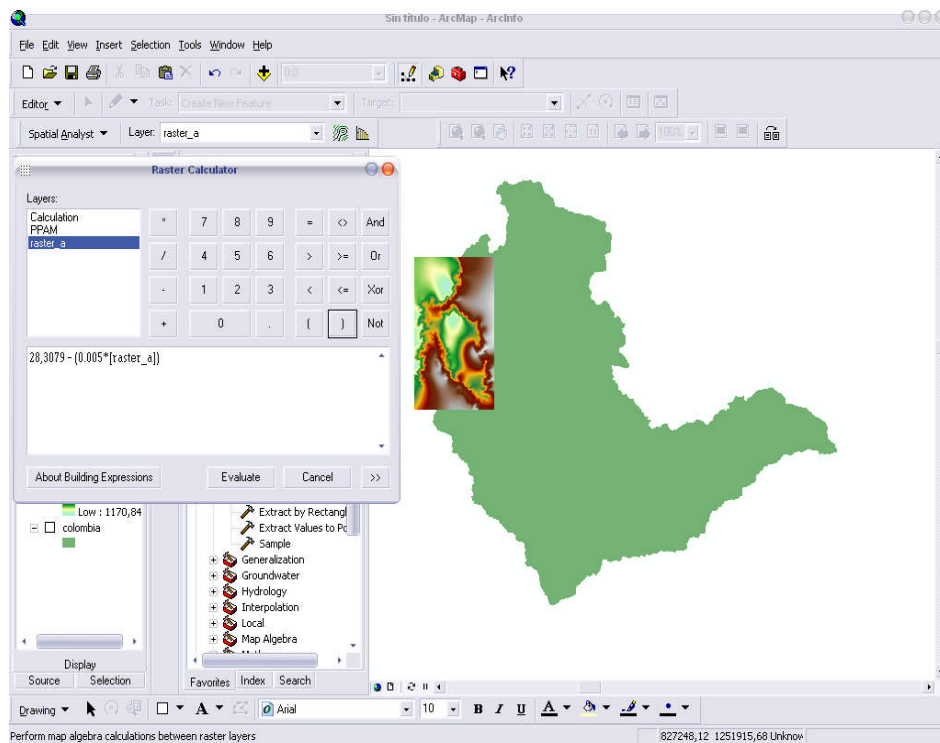 Sin título - ArcMap - ArcInfo
File Edit View Insert Selection Tools Window Help
0:0
Editor Task: Create New Feature Target:
Spatial Analyst Layer: raster_a 100%
Raster Calculator
Layers:
Calculation
PPAM
raster_a
* 7 8 9 = <> And
/ 4 5 6 > >= Or
- 1 2 3 < <= Xor
+ 0 . ( ) Not
28,3079 - (0.005*[raster_a])
About Building Expressions Evaluate Cancel >>
Low : 1170,84
colombia
Extract by Rectangl
Extract Values to Po
Sample
Generalization
Groundwater
Hydrology
Interpolation
Local
Map Algebra
Display
Source Selection
Favorites Index Search
Drawing A Arial 10 B I U A
Perform map algebra calculations between raster layers
827248,12 1251915,68 Unknow